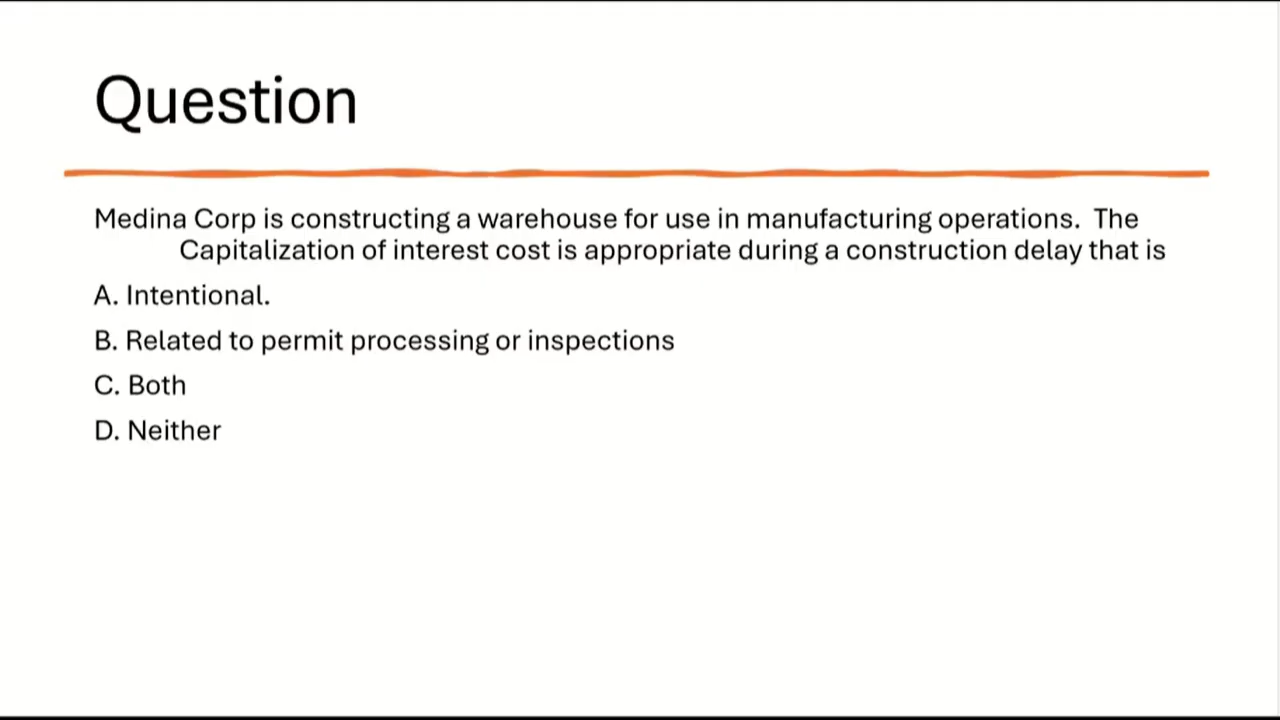 Question
Medina Corp is constructing a warehouse for use in manufacturing operations.  The
Capitalization of interest cost is appropriate during a construction delay that is
A. Intentional.
B. Related to permit processing or inspections
C. Both
D. Neither